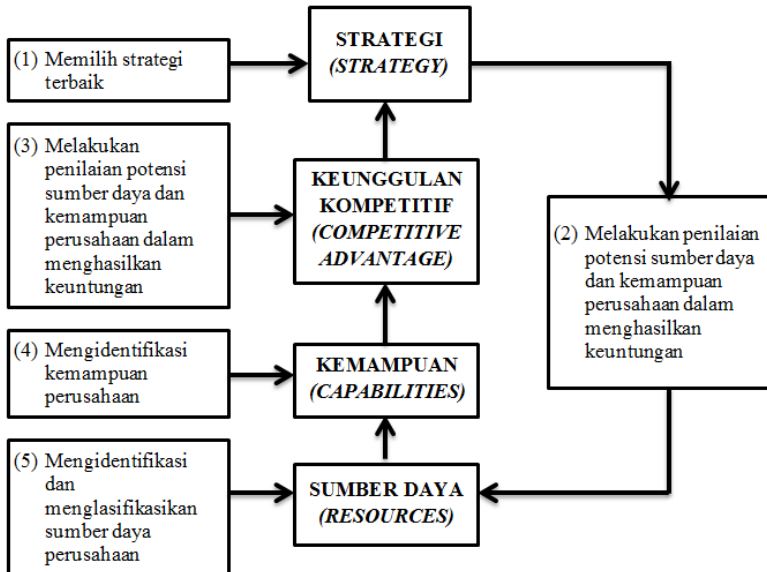 STRATEGI
(STRATEGY)
(1) Memilih strategi
terbaik
(3) Melakukan
penilaian potensi
sumber daya dan
kemampuan
perusahaan dalam
menghasilkan
keuntungan
KEUNGGULAN
KOMPETITIF
(COMPETITIVE
ADVANTAGE)
(2) Melakukan penilaian
potensi sumber daya
dan kemampuan
perusahaan dalam
menghasilkan
keuntungan
(4) Mengidentifikasi
kemampuan
perusahaan
KEMAMPUAN
(CAPABILITIES)
(5) Mengidentifikasi
dan
menglasifikasikan
sumber daya
perusahaan
SUMBER DAYA
(RESOURCES)